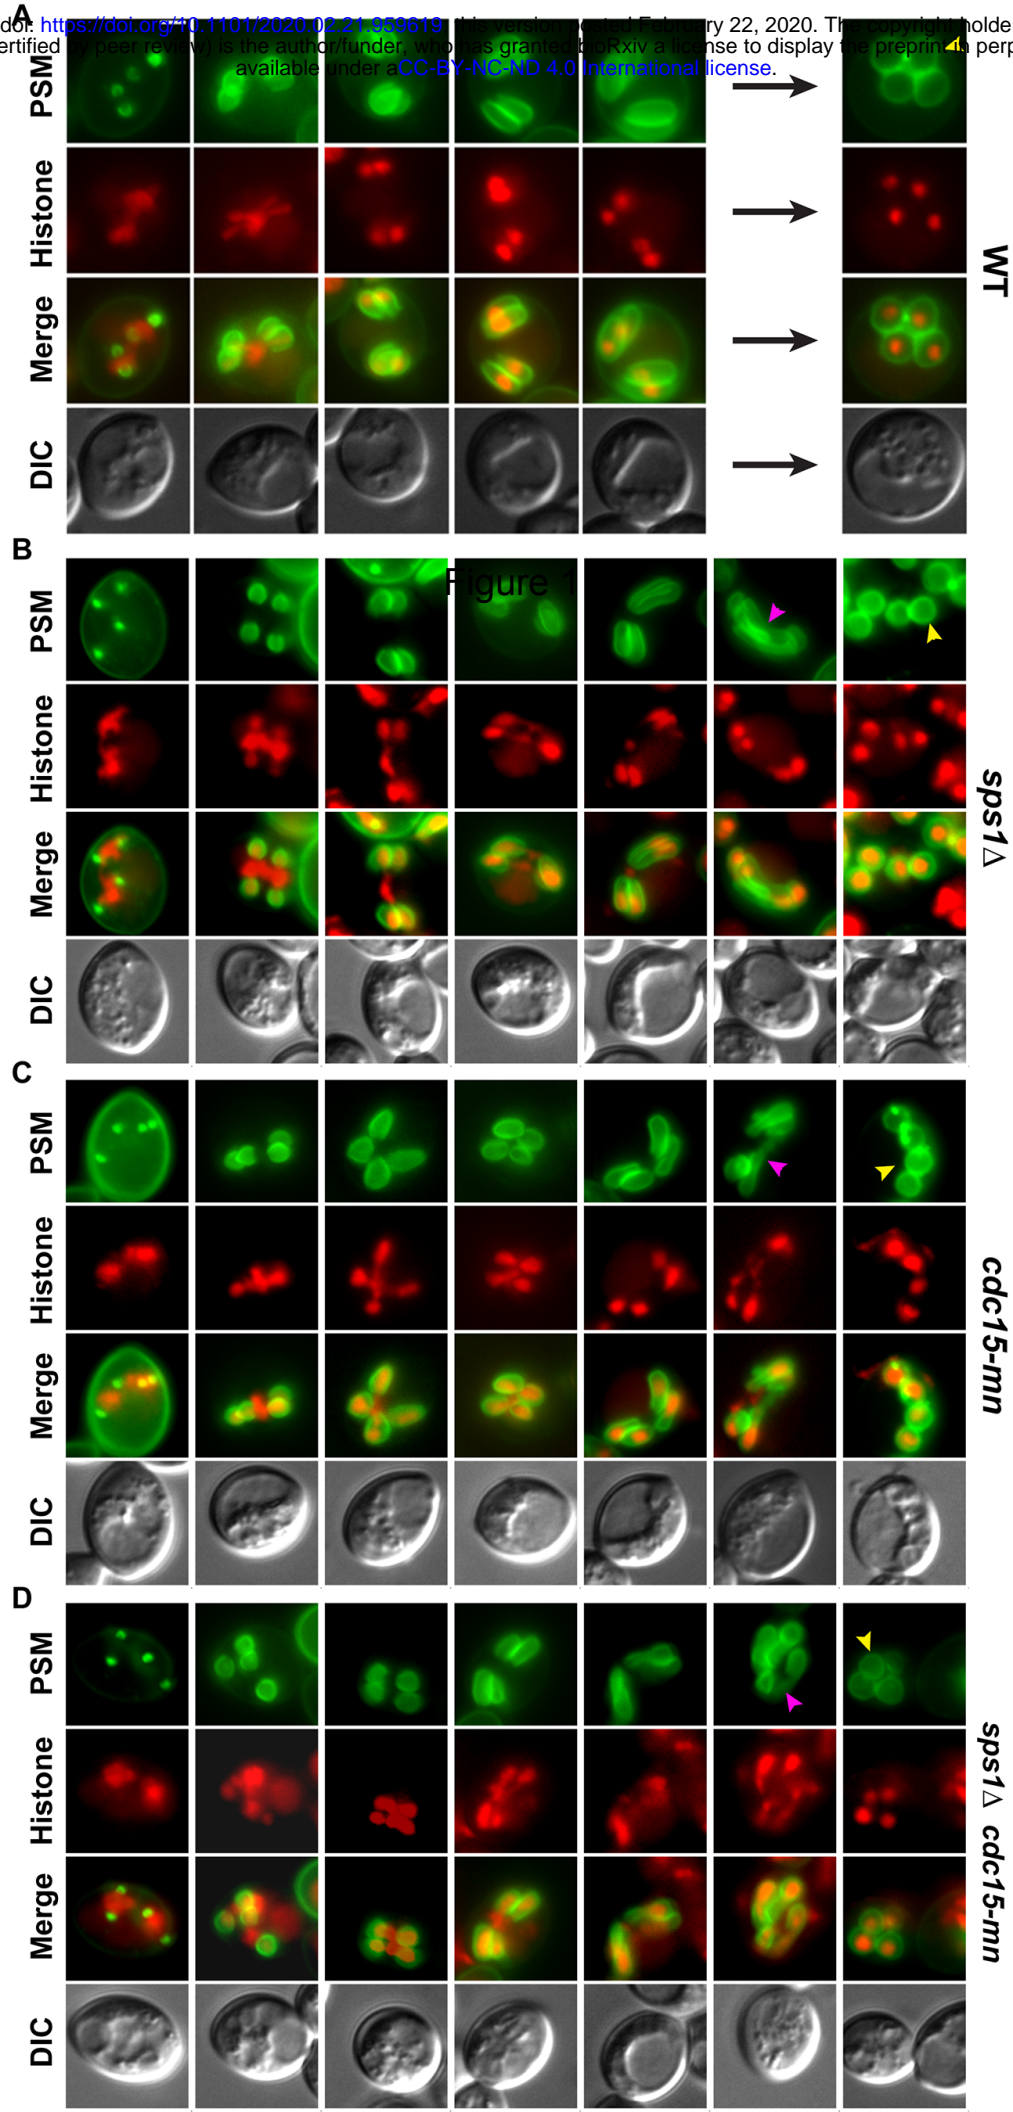 A
doi: https://doi.org/10.1101/2020.02.21.959619; this version posted February 22, 2020. The copyright holde
ertified by peer review) is the author/funder, who has granted bioRxiv a license to display the preprint in perp
available under aCC-BY-NC-ND 4.0 International license.
PSM
Histone
Merge
DIC
WT
B
Figure 1
PSM
Histone
Merge
DIC
sps1Δ
C
PSM
Histone
Merge
DIC
cdc15-mn
D
PSM
Histone
Merge
DIC
sps1Δ cdc15-mn